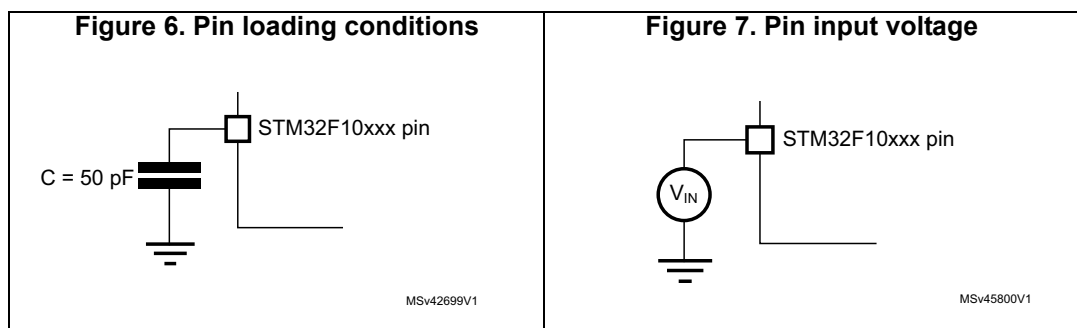 Figure 6. Pin loading conditions
STM32F10xxx pin
C = 50 pF
MSv42699V1
Figure 7. Pin input voltage
STM32F10xxx pin
VIN
MSv45800V1